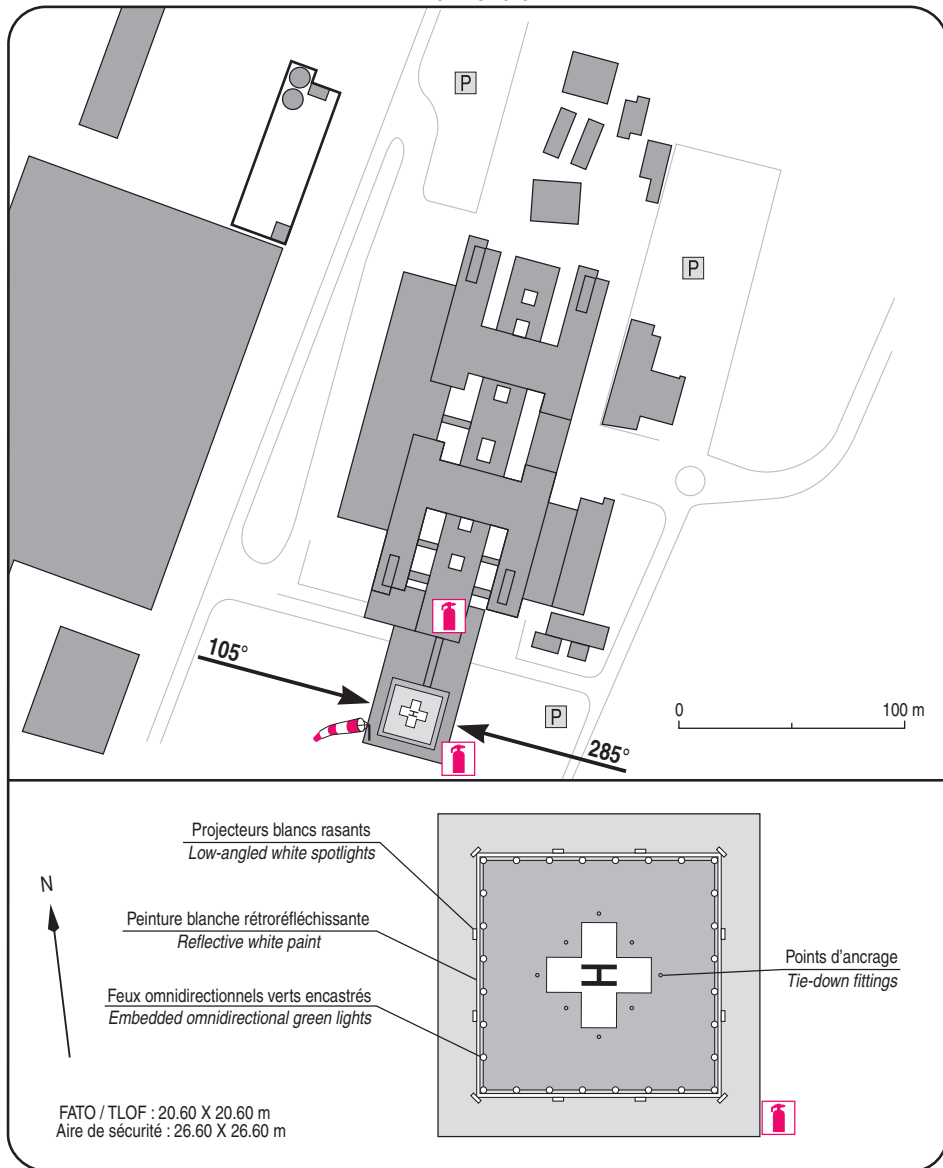 P
P
105°
P
285°
0 100 m
Projecteurs blancs rasants
Low-angled white spotlights
N
Peinture blanche rétroréfléchissante
Reflective white paint
Feux omnidirectionnels verts encastrés
Embedded omnidirectional green lights
H
Points d'ancrage
Tie-down fittings
FATO / TLOF : 20.60 X 20.60 m
Aire de sécurité : 26.60 X 26.60 m